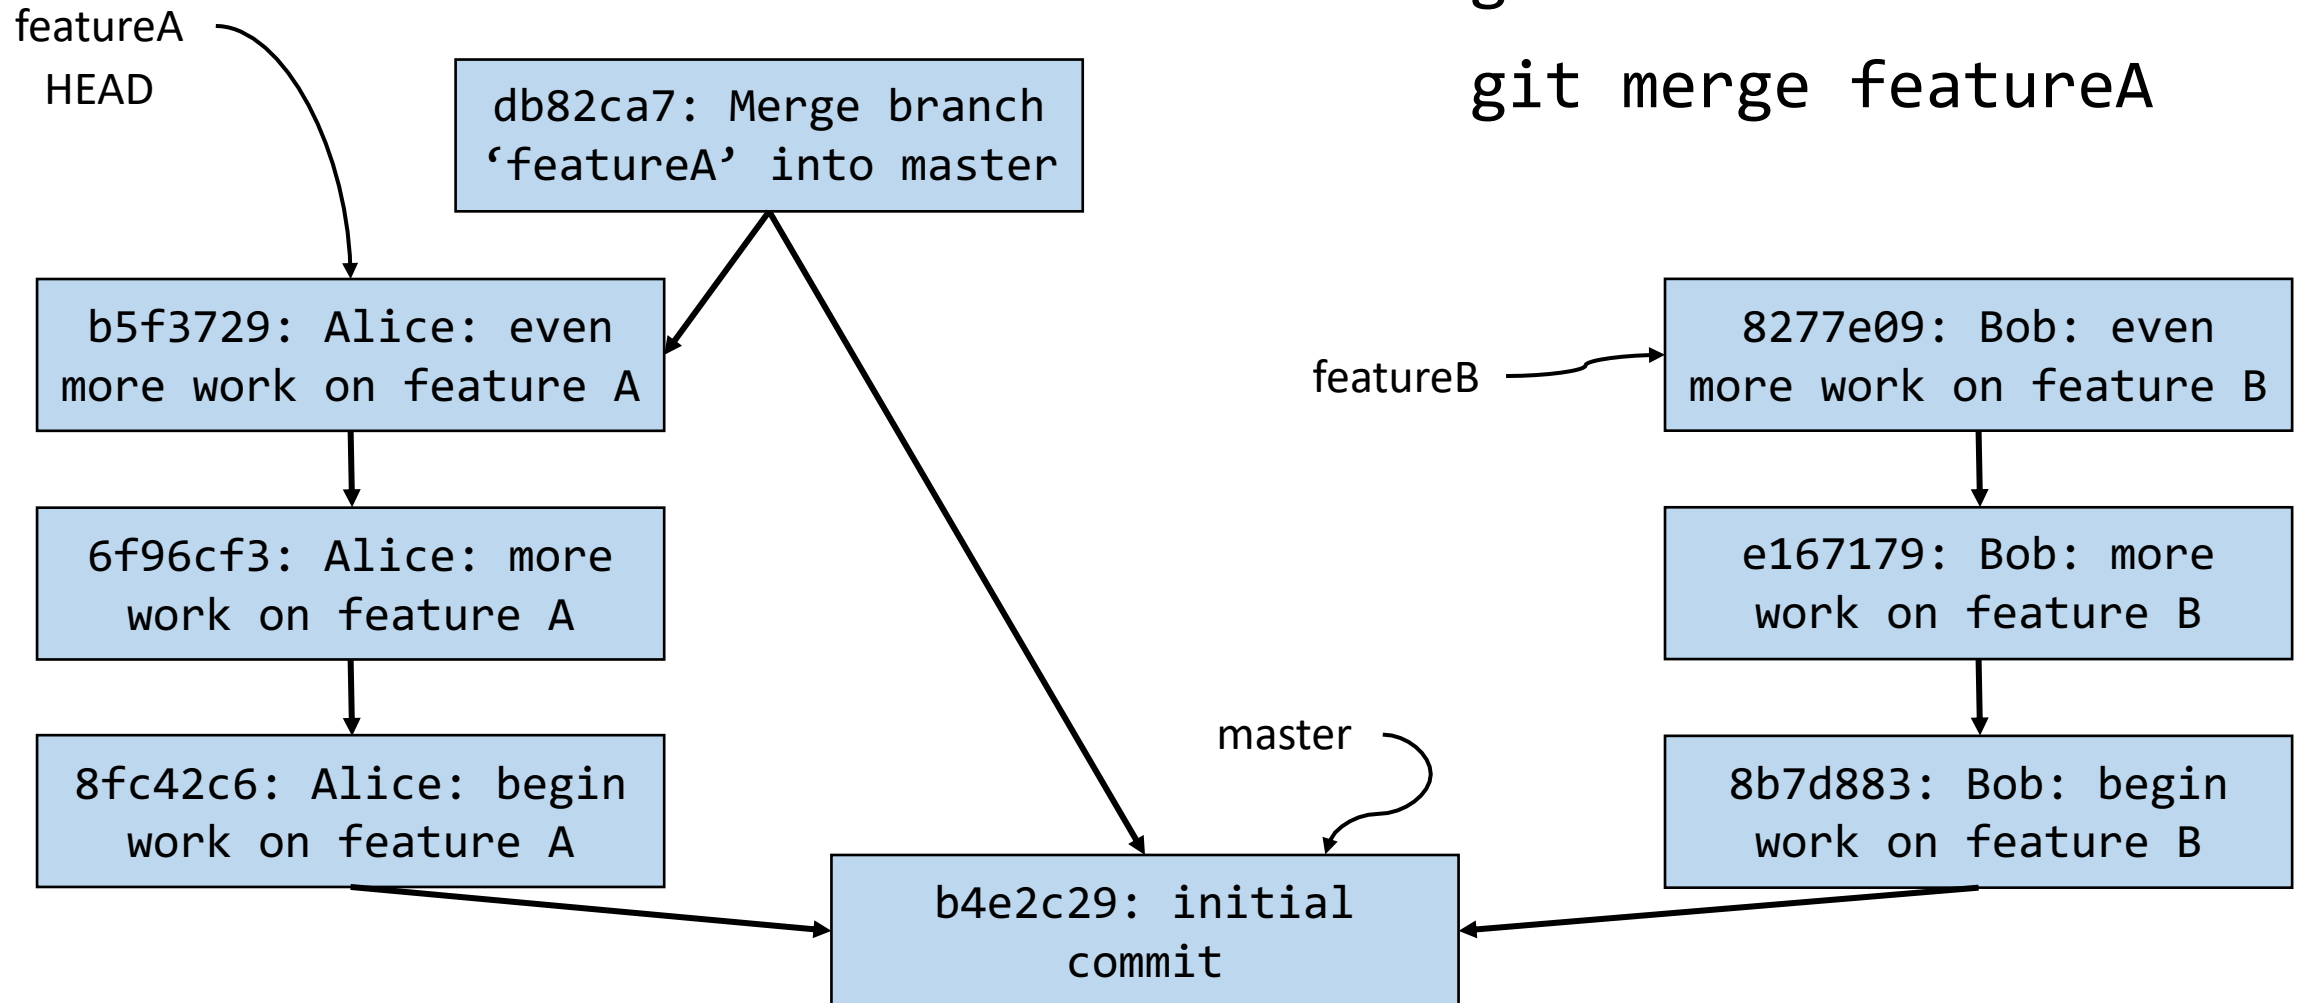 featureA
HEAD
git merge featureA
db82ca7: Merge branch
‘featureA’ into master
b5f3729: Alice: even
more work on feature A
8277e09: Bob: even
more work on feature B
featureB
6f96cf3: Alice: more
work on feature A
e167179: Bob: more
work on feature B
master
8fc42c6: Alice: begin
work on feature A
8b7d883: Bob: begin
work on feature B
b4e2c29: initial
commit